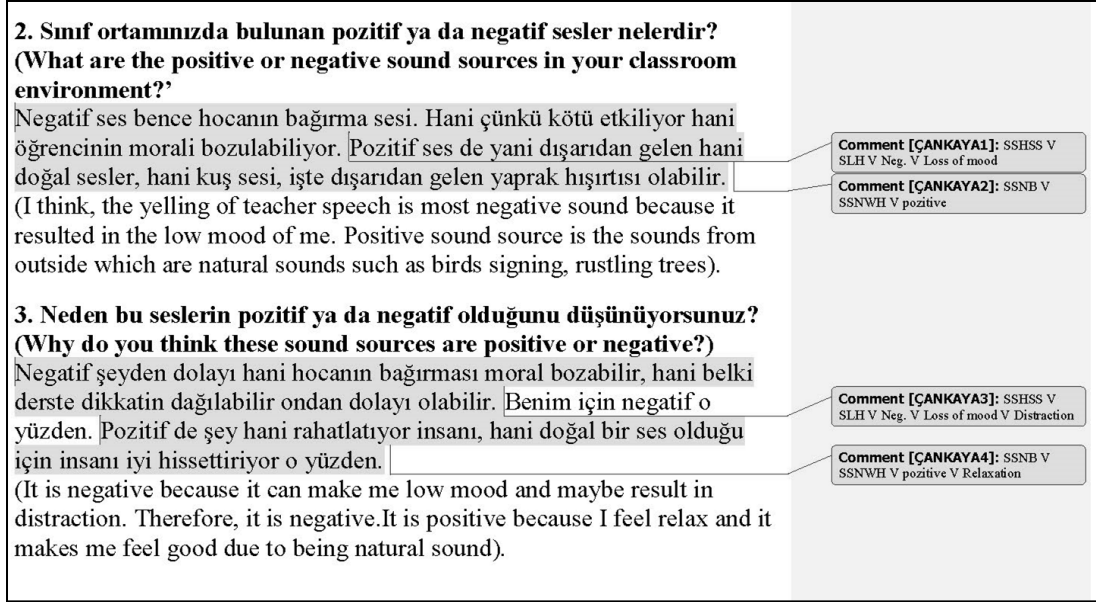 2. Sınıf ortamınızda bulunan pozitif ya da negatif sesler nelerdir?
(What are the positive or negative sound sources in your classroom
environment?’
Negatif ses bence hocanın bağırma sesi. Hani çünkü kötü etkiliyor hani
öğrencinin morali bozulabiliyor. Pozitif ses de yani dışarıdan gelen hani
doğal sesler, hani kuş sesi, işte dışarıdan gelen yaprak hışırtısı olabilir.
(I think, the yelling of teacher speech is most negative sound because it
resulted in the low mood of me. Positive sound source is the sounds from
outside which are natural sounds such as birds signing, rustling trees).
Comment [ÇANKAYA1]: SSHSS V
SLH V Neg. V Loss of mood
Comment [ÇANKAYA2]: SSNB V
SSNWH V pozitive
3. Neden bu seslerin pozitif ya da negatif olduğunu düşünüyorsunuz?
(Why do you think these sound sources are positive or negative?)
Negatif şeyden dolayı hani hocanın bağırması moral bozabilir, hani belki
derste dikkatin dağılabilir ondan dolayı olabilir. Benim için negatif o
yüzden. Pozitif de şey hani rahatlatıyor insanı, hani doğal bir ses olduğu
için insanı iyi hissettiriyor o yüzden.
(It is negative because it can make me low mood and maybe result in
distraction. Therefore, it is negative.It is positive because I feel relax and it
makes me feel good due to being natural sound).
Comment [ÇANKAYA3]: SSHSS V
SLH V Neg. V Loss of mood V Distraction
Comment [ÇANKAYA4]: SSNB V
SSNWH V pozitive V Relaxation